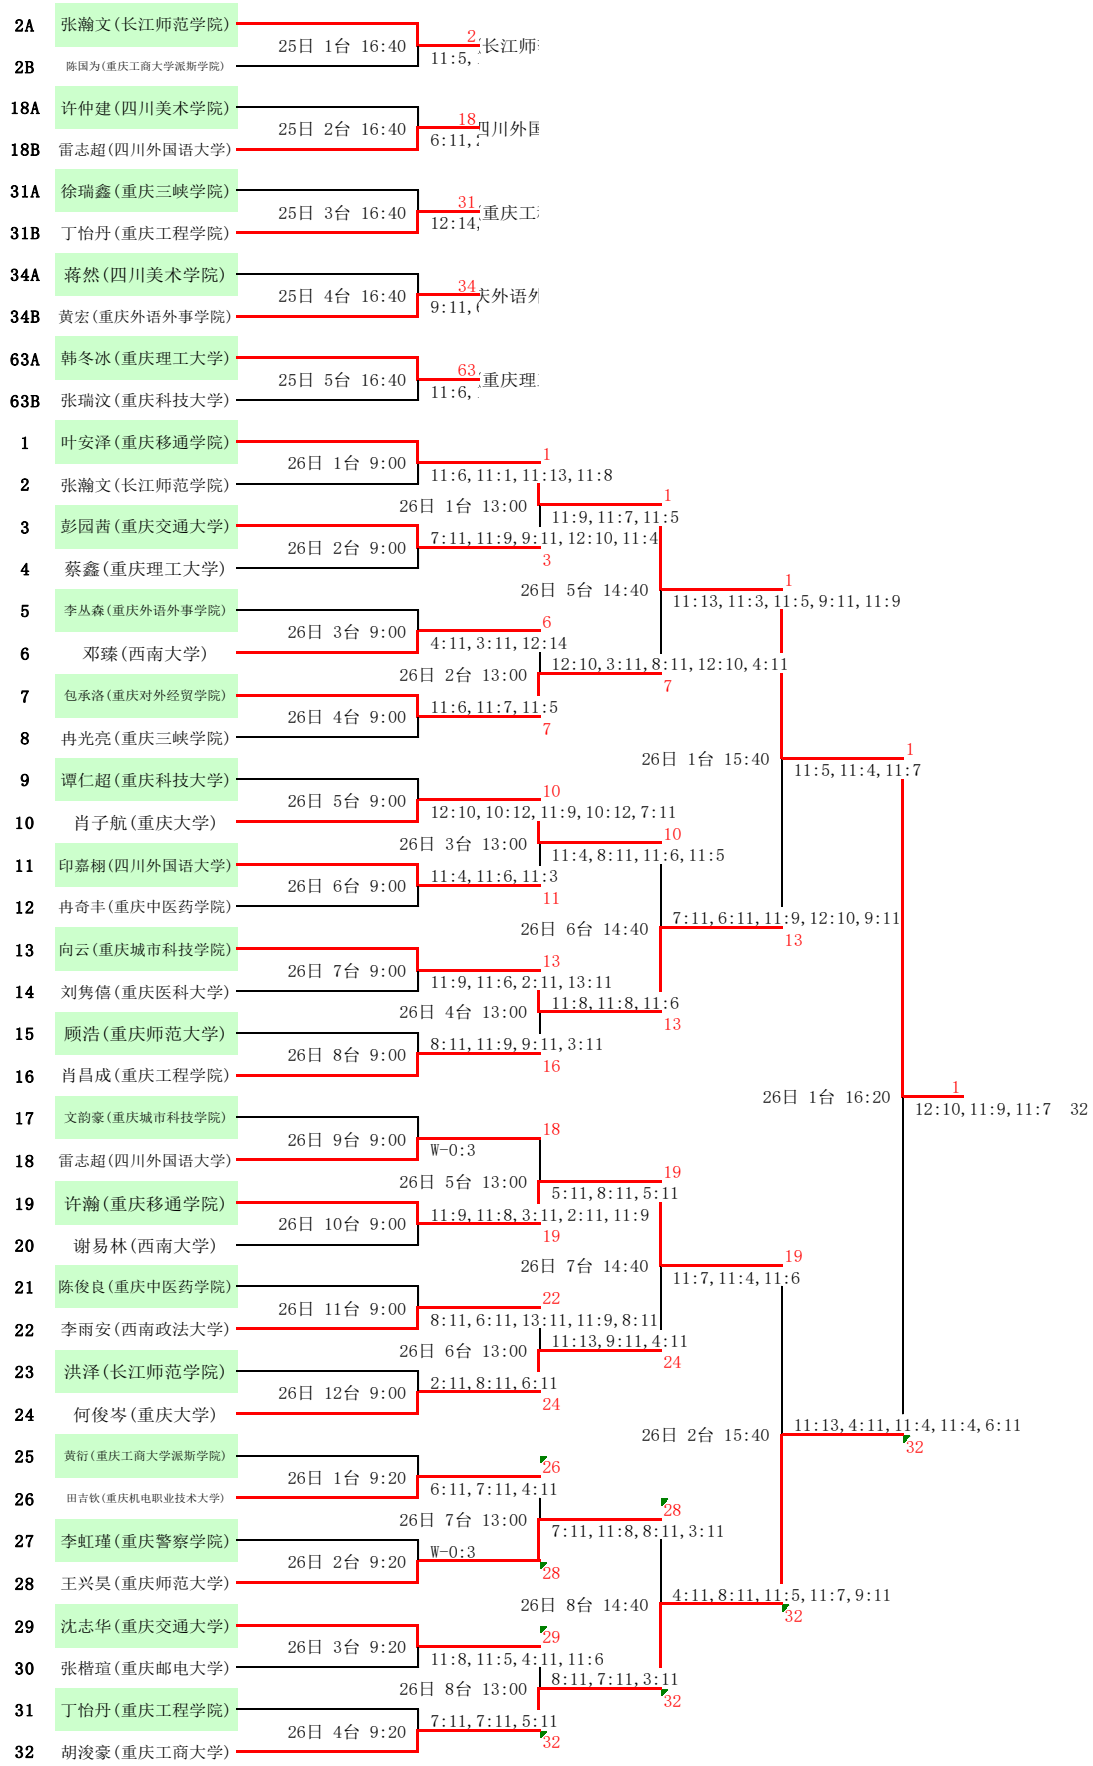 2A 张瀚文(长江师范学院)
25日 1台 16:40
2
(长江师
11:5,
2B 陈国为(重庆工商大学派斯学院)
18A 许仲建(四川美术学院)
25日 2台 16:40
18
四川外国
6:11,
18B 雷志超(四川外国语大学)
31A 徐瑞鑫(重庆三峡学院)
25日 3台 16:40
31
(重庆工
12:14,
31B 丁怡丹(重庆工程学院)
34A 蒋然(四川美术学院)
25日 4台 16:40
34
庆外语外
9:11,
34B 黄宏(重庆外语外事学院)
63A 韩冬冰(重庆理工大学)
25日 5台 16:40
63
(重庆理
11:6,
63B 张瑞汶(重庆科技大学)
1 叶安泽(重庆移通学院)
26日 1台 9:00
1
11:6,11:1,11:13,11:8
2 张瀚文(长江师范学院)
26日 1台 13:00
1
11:9,11:7,11:5
3 彭园茜(重庆交通大学)
26日 2台 9:00
7:11,11:9,9:11,12:10,11:4
3
4 蔡鑫(重庆理工大学)
26日 5台 14:40
1
11:13,11:3,11:5,9:11,11:9
5 李丛森(重庆外语外事学院)
26日 3台 9:00
6
4:11,3:11,12:14
6 邓臻(西南大学)
26日 2台 13:00
12:10,3:11,8:11,12:10,4:11
7
7 包承洛(重庆对外经贸学院)
26日 4台 9:00
11:6,11:7,11:5
7
8 冉光亮(重庆三峡学院)
26日 1台 15:40
1
11:5,11:4,11:7
9 谭仁超(重庆科技大学)
26日 5台 9:00
10
12:10,10:12,11:9,10:12,7:11
10 肖子航(重庆大学)
26日 3台 13:00
10
11:4,8:11,11:6,11:5
11 印嘉栩(四川外国语大学)
26日 6台 9:00
11:4,11:6,11:3
11
12 冉奇丰(重庆中医药学院)
26日 6台 14:40
7:11,6:11,11:9,12:10,9:11
13
13 向云(重庆城市科技学院)
26日 7台 9:00
13
11:9,11:6,2:11,13:11
14 刘隽僖(重庆医科大学)
26日 4台 13:00
11:8,11:8,11:6
13
15 顾浩(重庆师范大学)
26日 8台 9:00
8:11,11:9,9:11,3:11
16
16 肖昌成(重庆工程学院)
26日 1台 16:20
1
12:10,11:9,11:7 32
17 文韵豪(重庆城市科技学院)
26日 9台 9:00
18
W-0:3
18 雷志超(四川外国语大学)
26日 5台 13:00
19
5:11,8:11,5:11
19 许瀚(重庆移通学院)
26日 10台 9:00
11:9,11:8,3:11,2:11,11:9
19
20 谢易林(西南大学)
26日 7台 14:40
19
11:7,11:4,11:6
21 陈俊良(重庆中医药学院)
26日 11台 9:00
22
8:11,6:11,13:11,11:9,8:11
22 李雨安(西南政法大学)
26日 6台 13:00
11:13,9:11,4:11
24
23 洪泽(长江师范学院)
26日 12台 9:00
2:11,8:11,6:11
24
24 何俊岑(重庆大学)
26日 2台 15:40
11:13,4:11,11:4,11:4,6:11
32
25 黄衍(重庆工商大学派斯学院)
26日 1台 9:20
26
6:11,7:11,4:11
26 田吉钦(重庆机电职业技术大学)
26日 7台 13:00
28
7:11,11:8,8:11,3:11
27 李虹瑾(重庆警察学院)
26日 2台 9:20
W-0:3
28
28 王兴昊(重庆师范大学)
26日 8台 14:40
4:11,8:11,11:5,11:7,9:11
32
29 沈志华(重庆交通大学)
26日 3台 9:20
29
11:8,11:5,4:11,11:6
30 张楷瑄(重庆邮电大学)
26日 8台 13:00
8:11,7:11,3:11
32
31 丁怡丹(重庆工程学院)
26日 4台 9:20
7:11,7:11,5:11
32
32 胡浚豪(重庆工商大学)